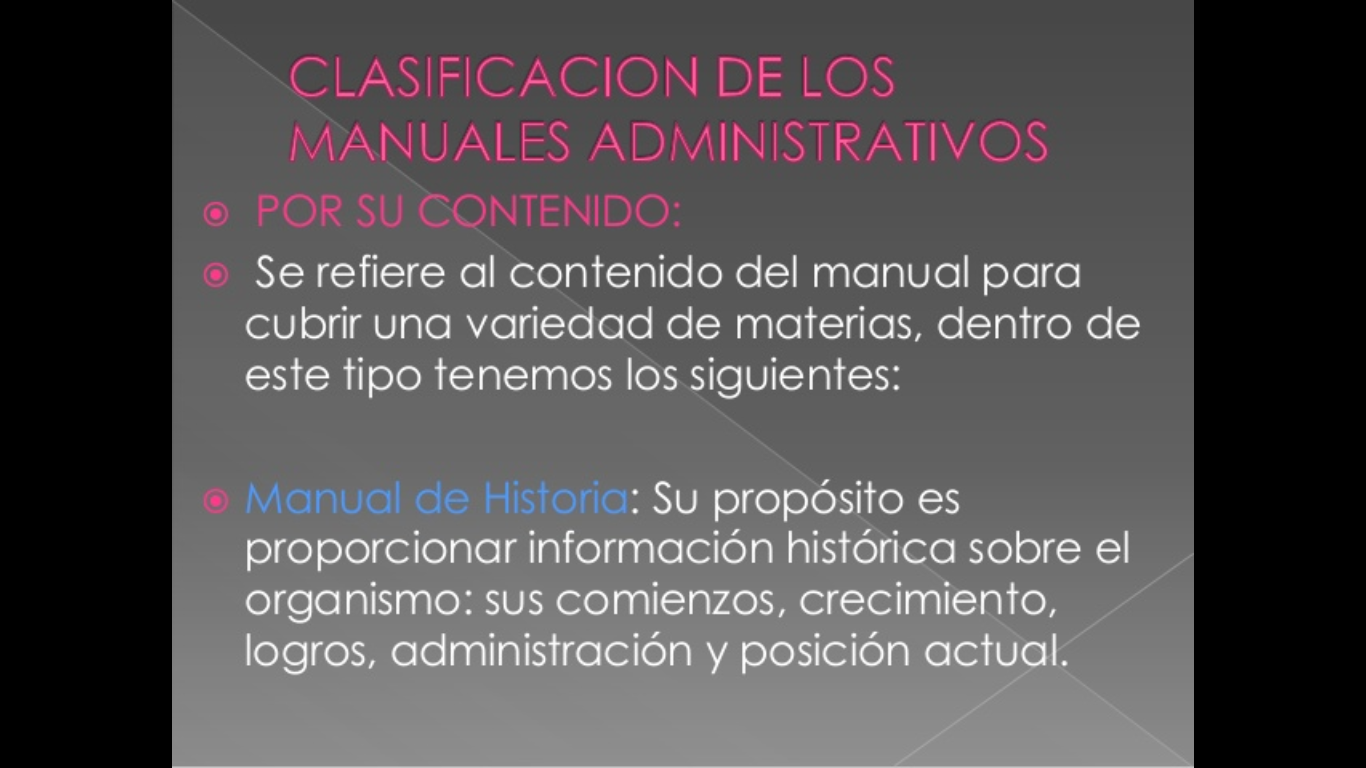 CLASIFICACION DE LOS
MANUALES ADMINISTRATIVOS
POR SU CONTENIDO:
Se refiere al contenido del manual para
cubrir una variedad de materias, dentro de
este tipo tenemos los siguientes:
Manual de Historia: Su propósito es
proporcionar información histórica sobre el
organismo: sus comienzos, crecimiento,
logros, administración y posición actual.